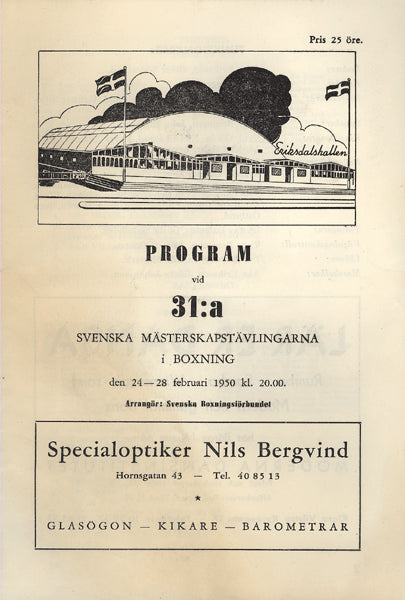 Pris 25 öre.
Eriksdalshallen
PROGRAM
vid
31:a
SVENSKA MÄSTERSKAPSTÄVLINGARNA
i BOXNING
den 24—28 februari 1950 kl. 20.00.
Arrangör: Svenska Boxningsförbundet
Specialoptiker Nils Bergvind
Hornsgatan 43 — Tel. 40 85 13
*
GLASÖGON — KIKARE — BAROMETRAR